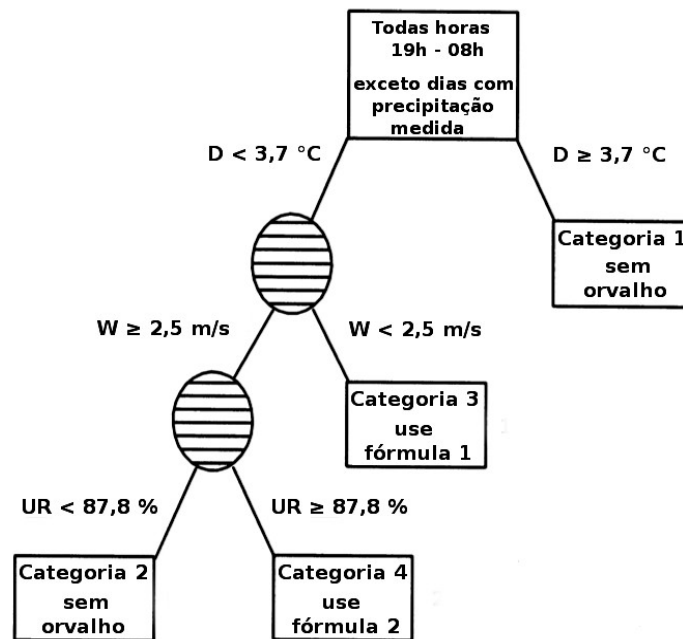 Todas horas
19h - 08h
exceto dias com
precipitação
medida
D < 3,7 °C
D ≥ 3,7 °C
Categoria 1
sem
orvalho
W ≥ 2,5 m/s
W < 2,5 m/s
Categoria 3
use
fórmula 1
UR < 87,8 %
UR ≥ 87,8 %
Categoria 2
sem
orvalho
Categoria 4
use
fórmula 2